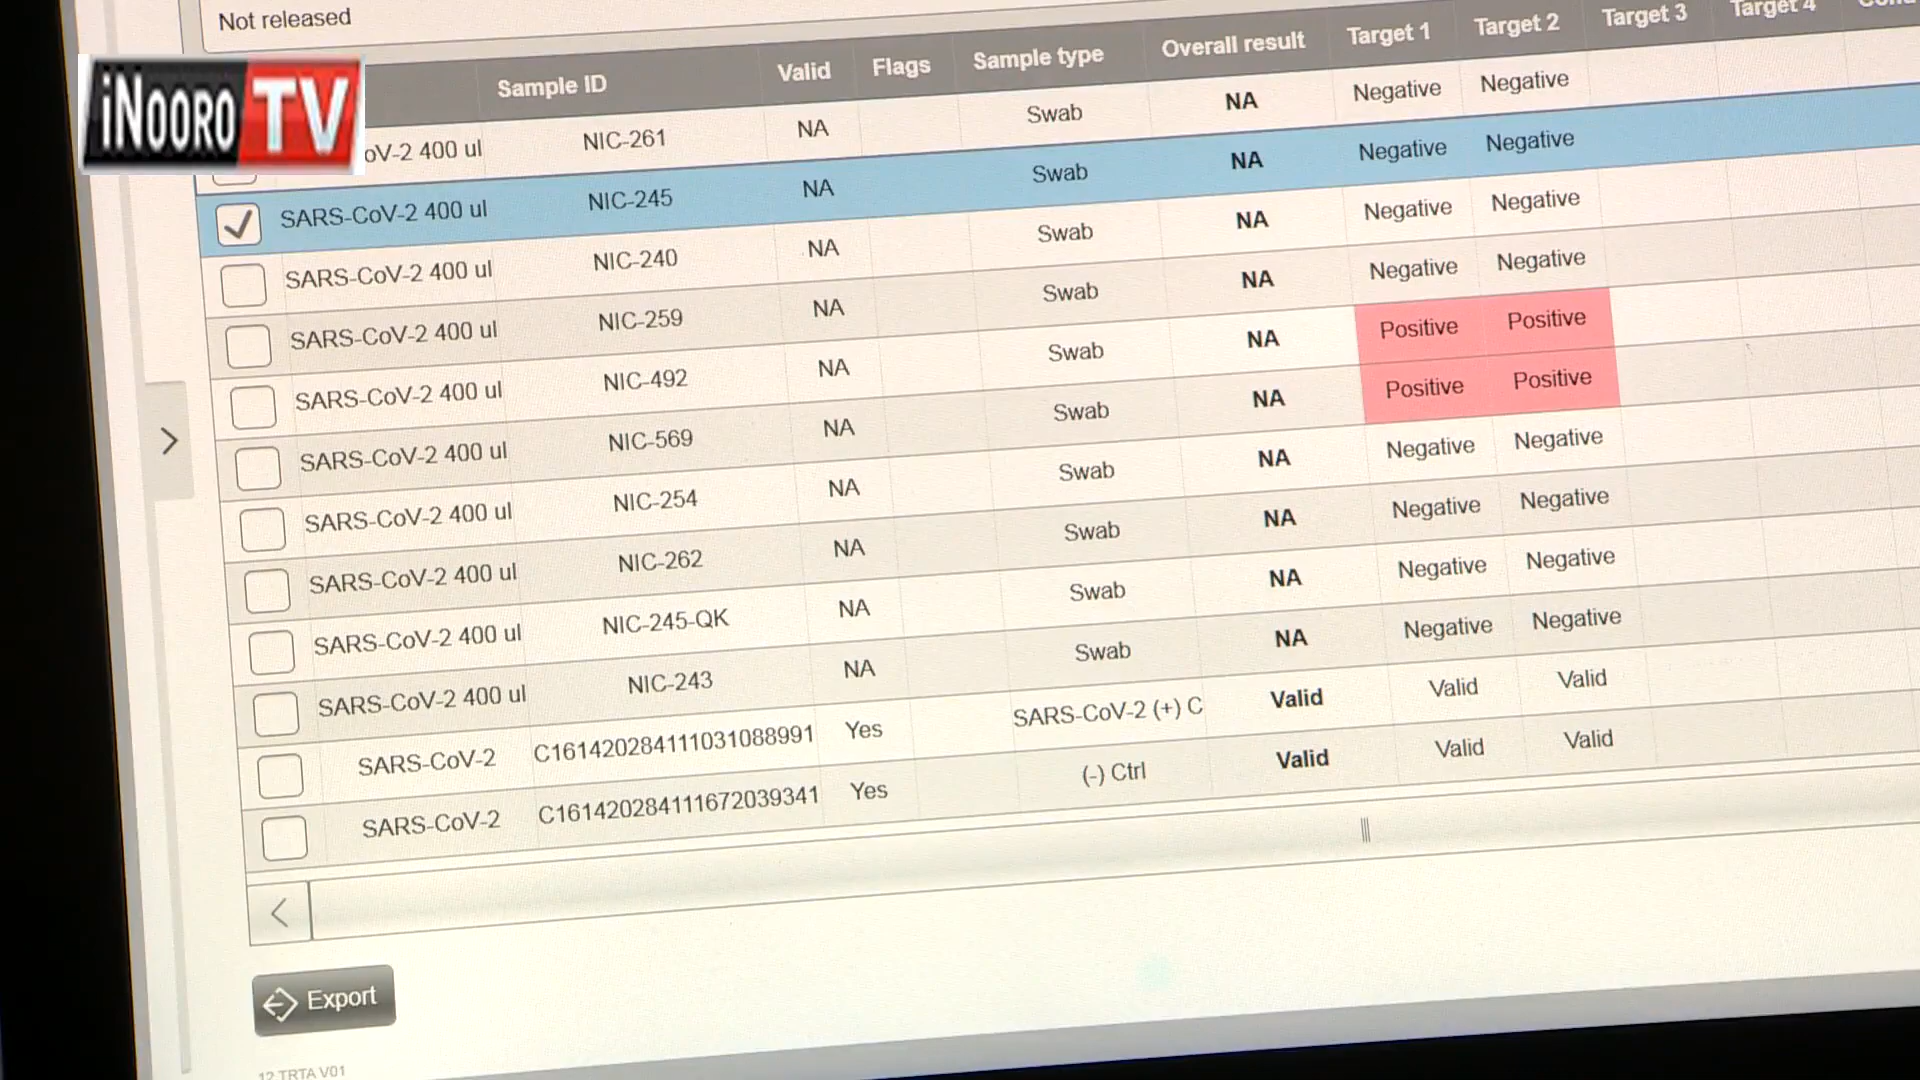 iNOORO TV
Not released
Sample ID Valid Flags Sample type Overall result Target 1 Target 2 Target 3 Target 4
oV-2 400 ul NIC-261 NA Swab NA Negative Negative
SARS-CoV-2 400 ul NIC-245 NA Swab NA Negative Negative
SARS-CoV-2 400 ul NIC-240 NA Swab NA Negative Negative
SARS-CoV-2 400 ul NIC-259 NA Swab NA Negative Negative
SARS-CoV-2 400 ul NIC-492 NA Swab NA Positive Positive
SARS-CoV-2 400 ul NIC-569 NA Swab NA Positive Positive
SARS-CoV-2 400 ul NIC-254 NA Swab NA Negative Negative
SARS-CoV-2 400 ul NIC-262 NA Swab NA Negative Negative
SARS-CoV-2 400 ul NIC-245-QK NA Swab NA Negative Negative
SARS-CoV-2 400 ul NIC-243 NA Swab NA Negative Negative
SARS-CoV-2 C161420284111031088991 Yes SARS-CoV-2 (+) C Valid Valid Valid
SARS-CoV-2 C161420284111672039341 Yes (-) Ctrl Valid Valid Valid
Export
12 TRTA V01